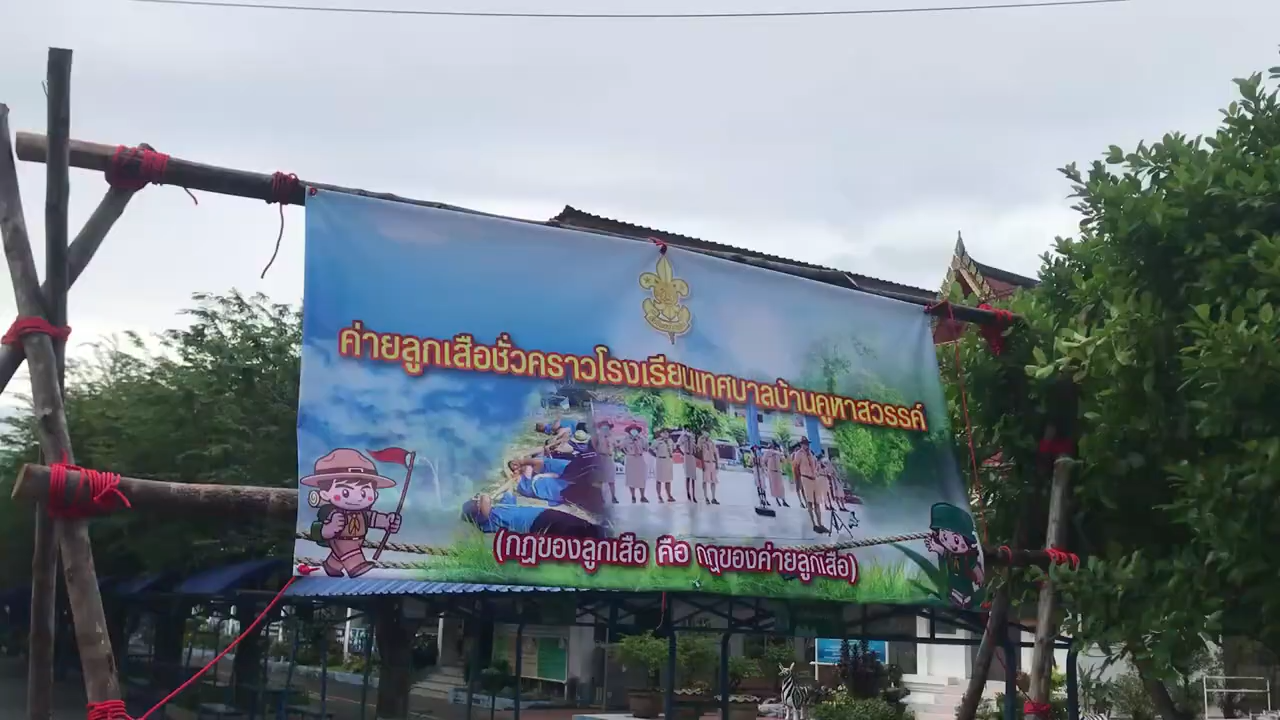 ค่ายลูกเสือชั่วคราวโรงเรียนเทศบาลบ้านคูหาสวรรค์
(กฎของลูกเสือ คือ กฎของค่ายลูกเสือ)